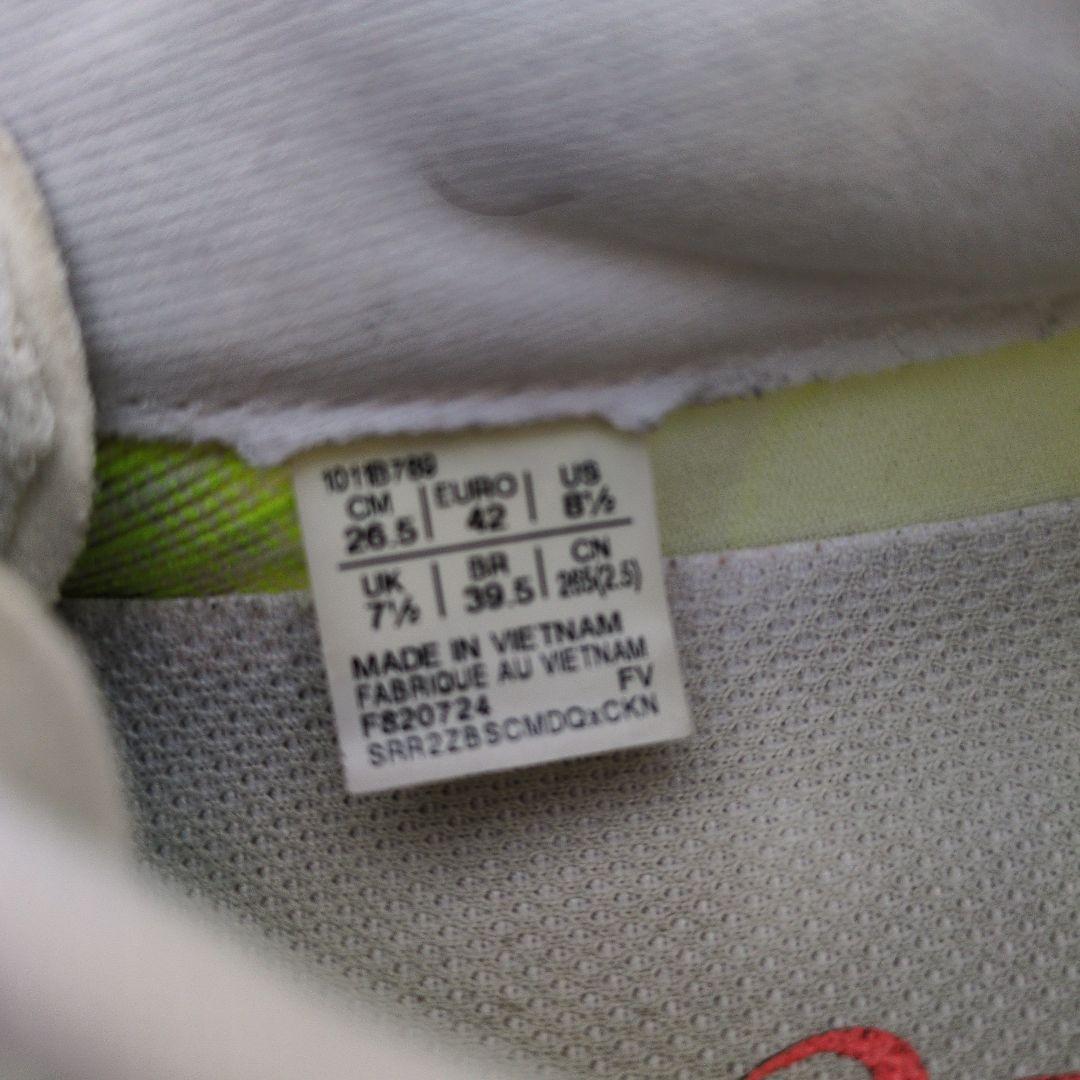 1011B789
CM EURO US
26.5 42 8½
UK BR CN
7½ 39.5 265(2.5)
MADE IN VIETNAM
FABRIQUE AU VIETNAM
F820724 FV
SRR2ZBSCMDQxCKN